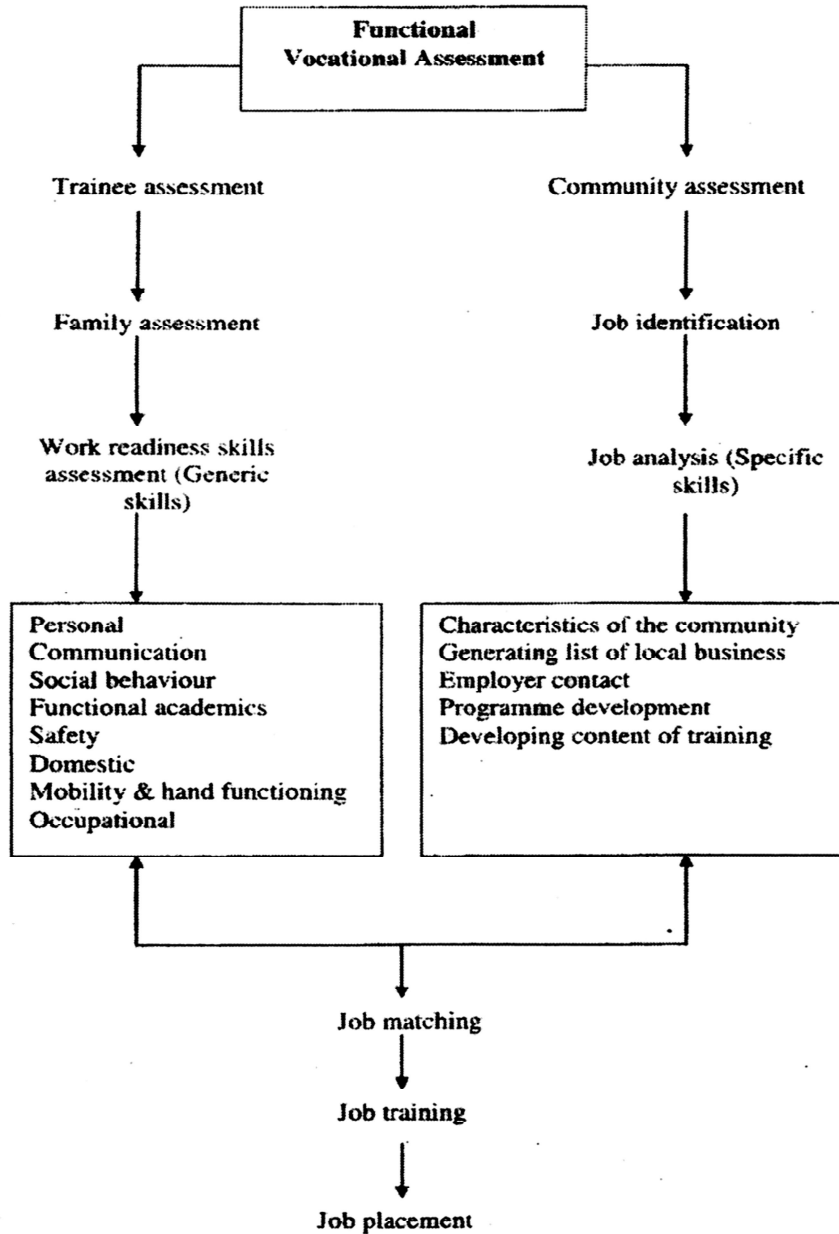 Functional
Vocational Assessment
Trainee assessment
Community assessment
Family assessment
Job identification
Work readiness skills
assessment (Generic
skills)
Job analysis (Specific
skills)
Personal
Communication
Social behaviour
Functional academics
Safety
Domestic
Mobility & hand functioning
Occupational
Characteristics of the community
Generating list of local business
Employer contact
Programme development
Developing content of training
Job matching
Job training
Job placement